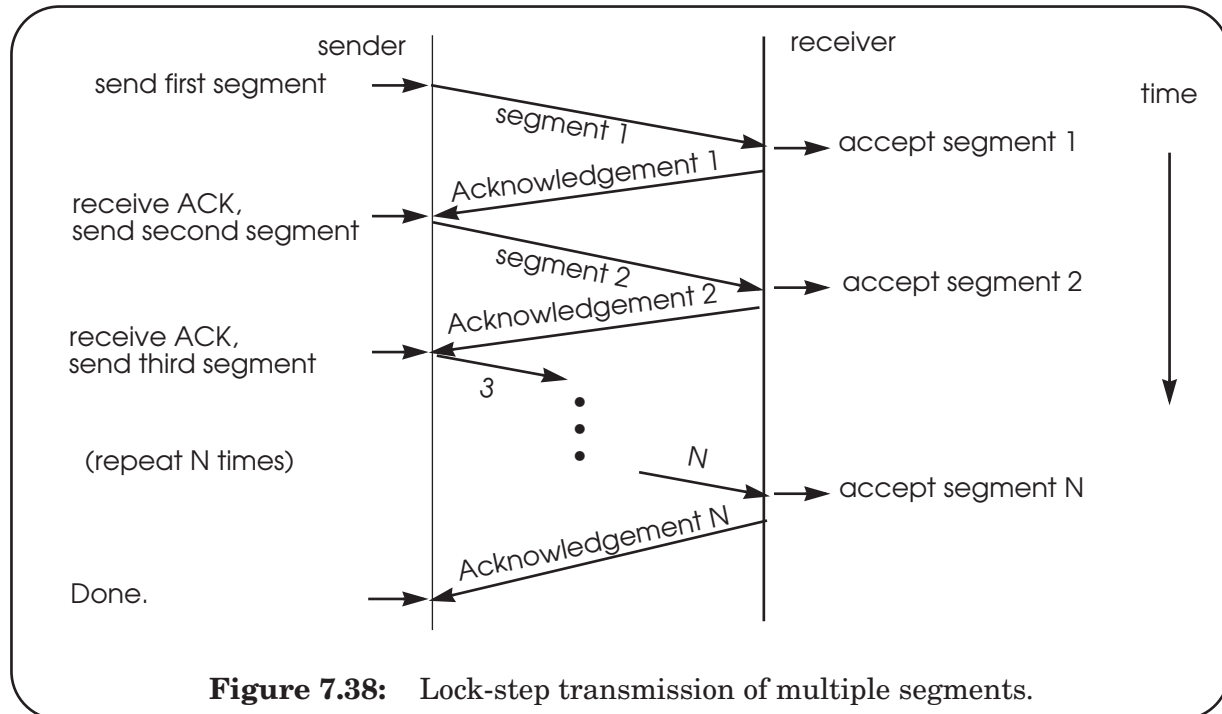 sender
receiver
send first segment
time
segment 1
accept segment 1
Acknowledgement 1
receive ACK,
send second segment
segment 2
accept segment 2
Acknowledgement 2
receive ACK,
send third segment
3
(repeat N times)
N
accept segment N
Acknowledgement N
Done.
Figure 7.38: Lock-step transmission of multiple segments.